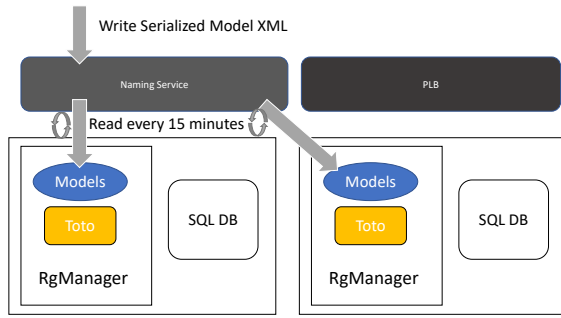 Write Serialized Model XML
Naming Service
PLB
Read every 15 minutes
Models
Toto
SQL DB
RgManager
Models
Toto
SQL DB
RgManager